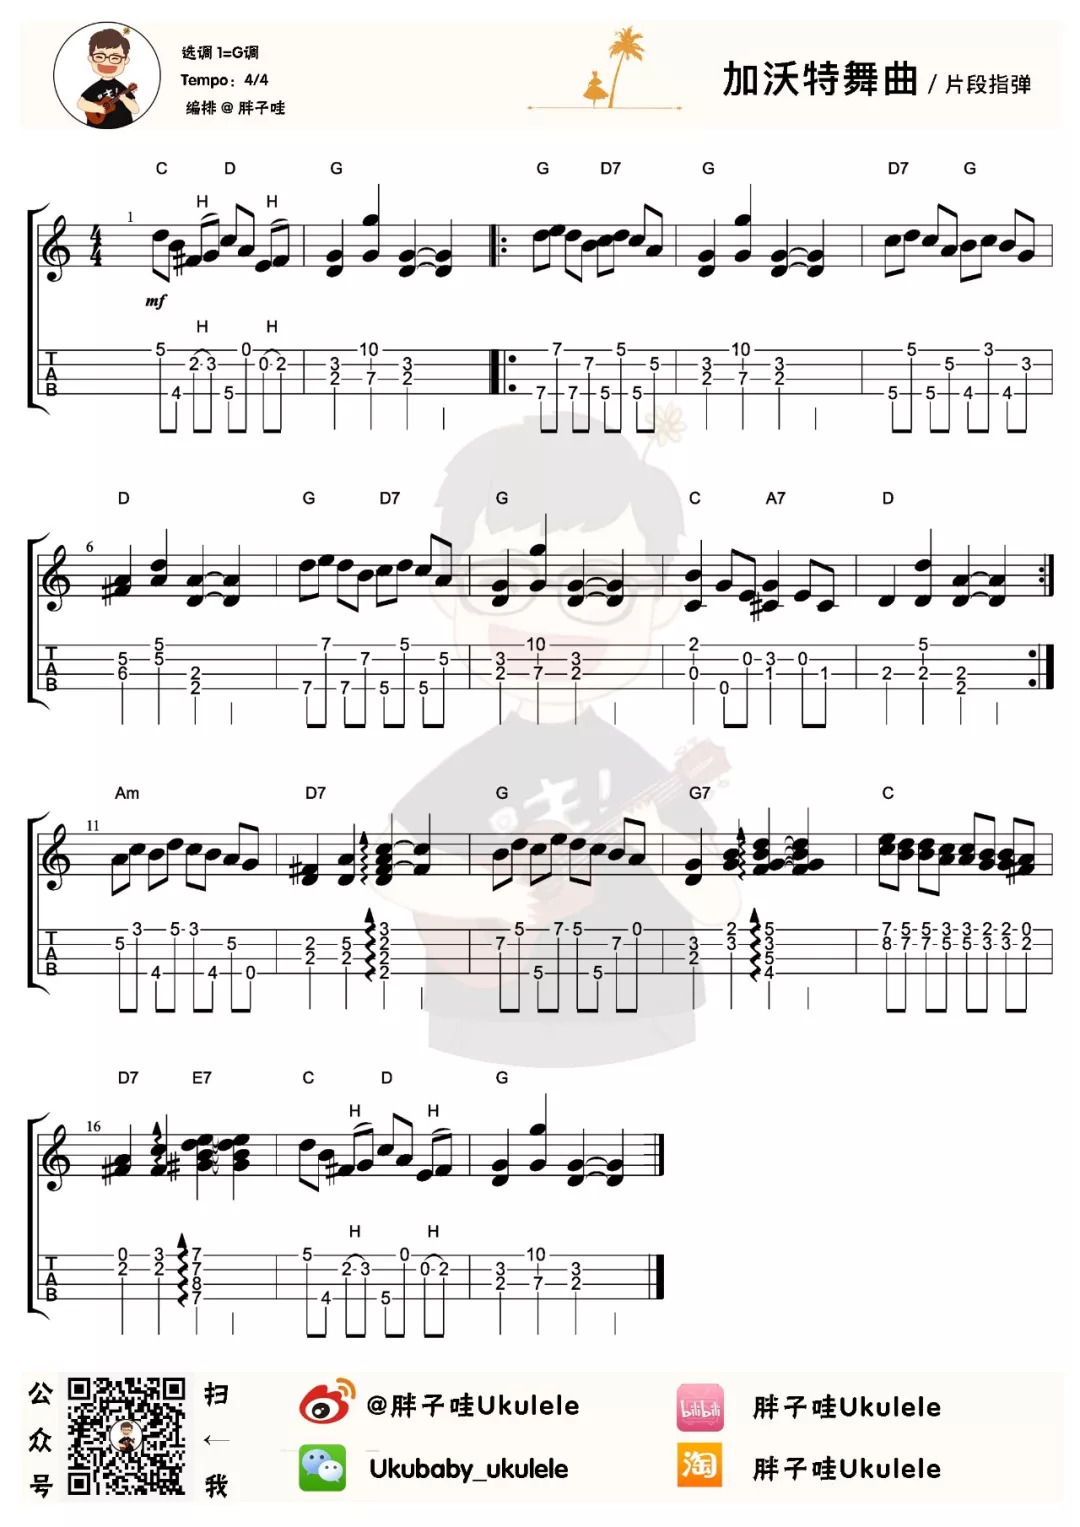 选调 1=G调
Tempo: 4/4
编排 @ 胖子哇
加沃特舞曲 / 片段指弹
C D G G D7 G D7 G
H H
1
4 4
mf
H H
T 5 2 3 0 0 2 3 10 3 7 7 5 5 3 10 3 5 5 3 3
A 2 7 2 2 7 2
B 4 5 7 7 5 5 5 5 4 4
D G D7 G C A7 D
6
T 5 5 5 7 7 5 5 3 10 3 2 0 3 0 5
A 6 2 2 7 2 0 1 1 2 2 2
B 2 7 7 5 5 0 2
Am D7 G G7 C
11
T 5 3 5 3 5 2 5 3 2 7 5 7 5 7 0 3 2 3 5 3 7 8 5 7 5 7 3 5 3 5 2 3 2 3 0 2
A 2 2 2 2 5
B 4 4 0 2 5 5 4
D7 E7 C D G
H H
16
H H
T 0 2 3 2 7 7 5 2 3 0 0 2 3 10 3
A 8 2 7 2
B 7 4 5
公众号
扫
←
我
@胖子哇Ukulele
Ukubaby_ukulele
bilibili
胖子哇Ukulele
淘
胖子哇Ukulele
哇!